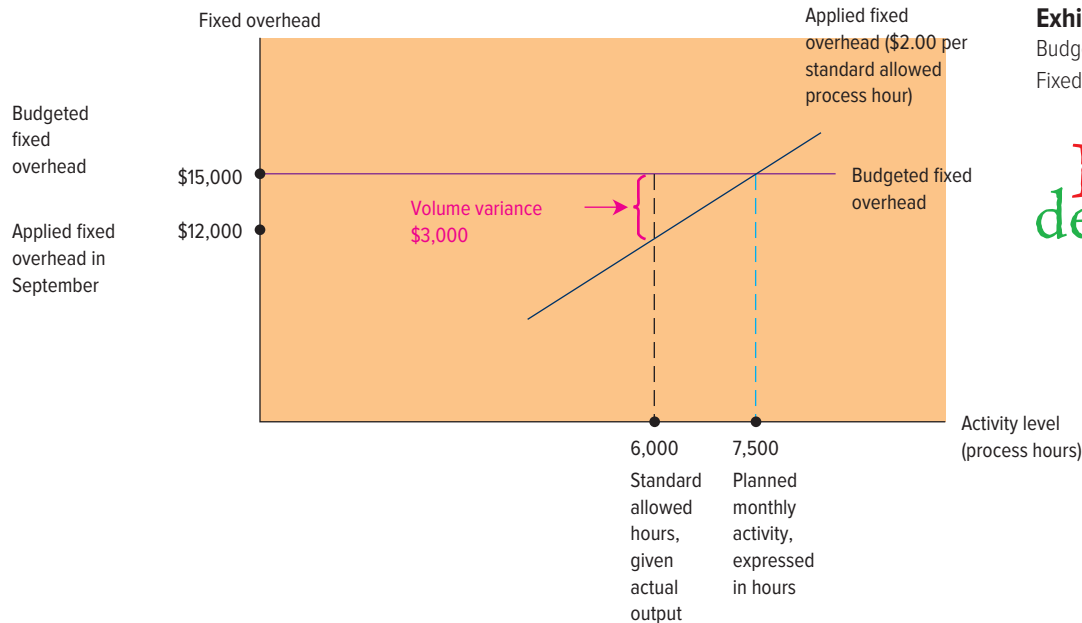 Fixed overhead
Applied fixed
overhead ($2.00 per
standard allowed
process hour)
Budgeted
fixed
overhead
$15,000
Budgeted fixed
overhead
Volume variance
$3,000
Applied fixed
overhead in
September
$12,000
Activity level
(process hours)
6,000
Standard
allowed
hours,
given
actual
output
7,500
Planned
monthly
activity,
expressed
in hours
Exhi
Budg
Fixed
de